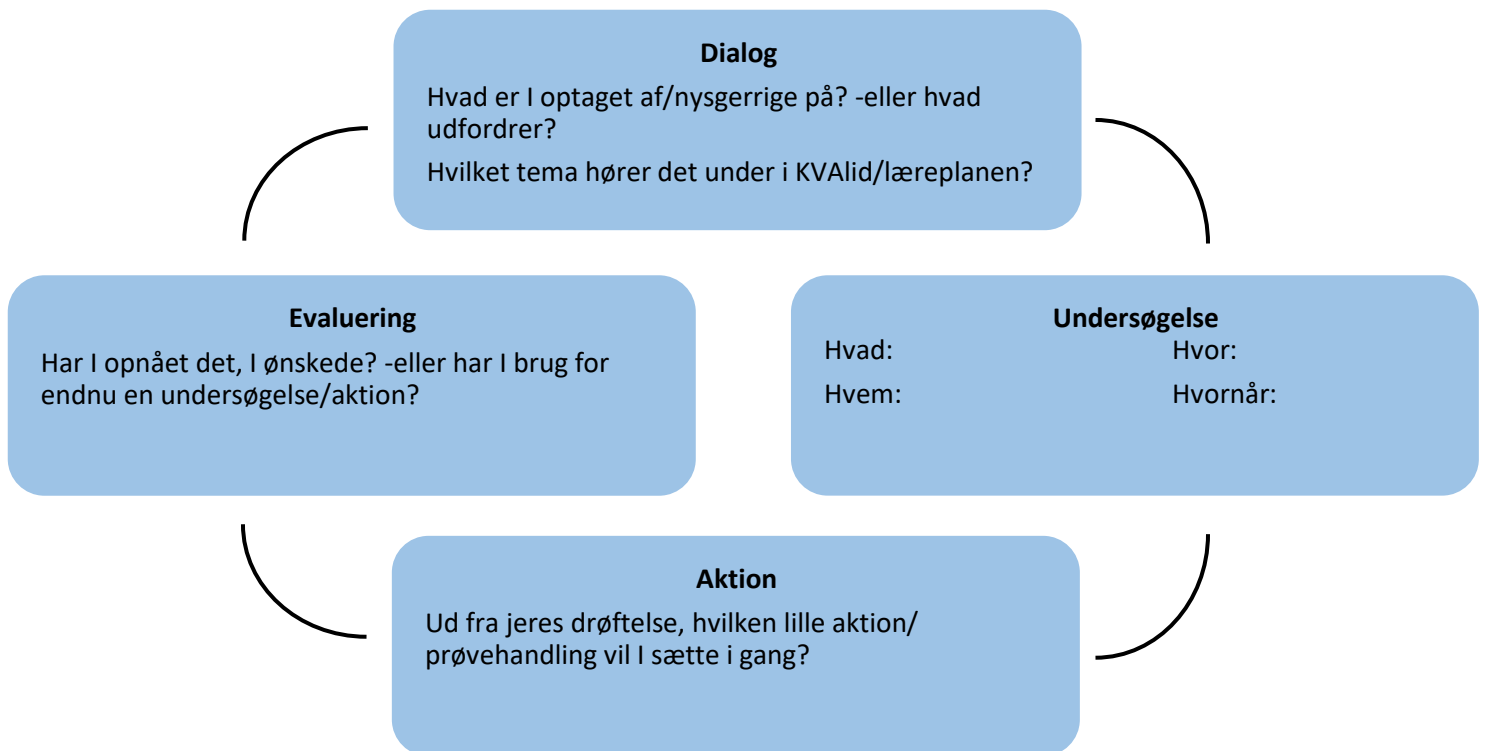 Dialog
Hvad er I optaget af/nysgerrige på? -eller hvad
udfordrer?
Hvilket tema hører det under i KVAlid/læreplanen?
Evaluering
Har I opnået det, I ønskede? -eller har I brug for
endnu en undersøgelse/aktion?
Undersøgelse
Hvad: Hvor:
Hvem: Hvornår:
Aktion
Ud fra jeres drøftelse, hvilken lille aktion/
prøvehandling vil I sætte i gang?